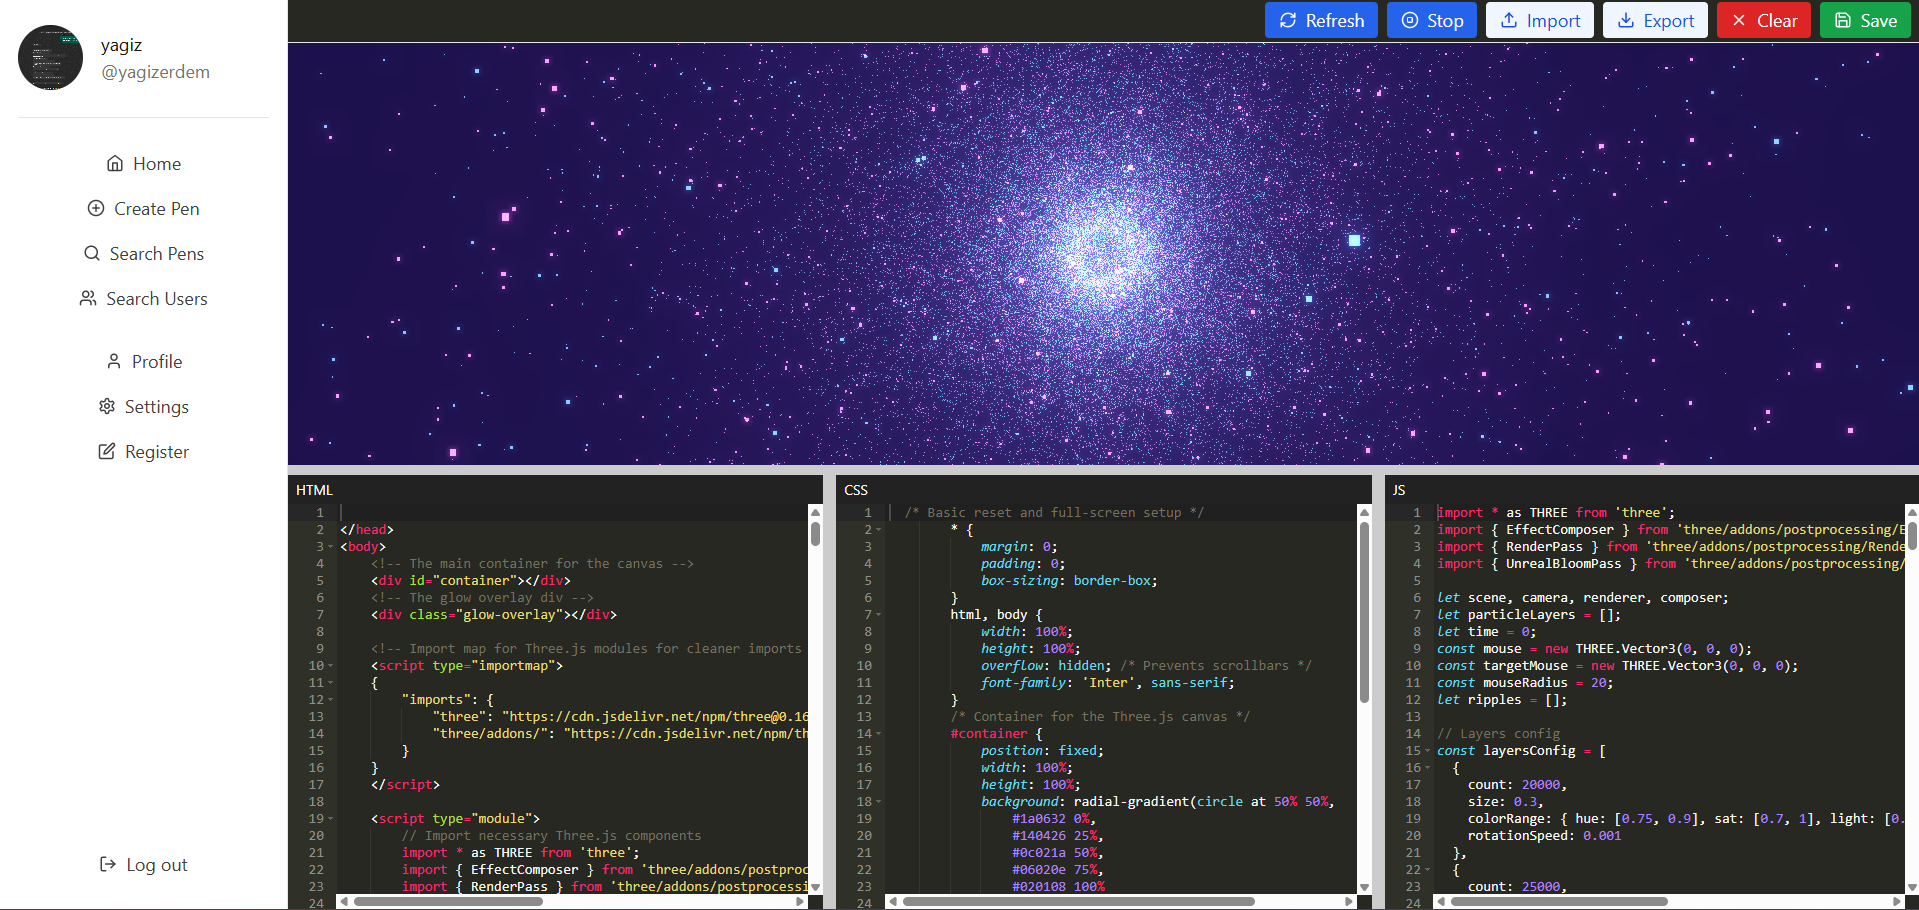 yagiz
@yagizerdem
Home
Create Pen
Search Pens
Search Users
Profile
Settings
Register
Log out
Refresh
Stop
Import
Export
Clear
Save
HTML
1
2 </head>
3 <body>
4 <!-- The main container for the canvas -->
5 <div id="container"></div>
6 <!-- The glow overlay div -->
7 <div class="glow-overlay"></div>
8
9 <!-- Import map for Three.js modules for cleaner imports
10 <script type="importmap">
11 {
12 "imports": {
13 "three": "https://cdn.jsdelivr.net/npm/three@0.16
14 "three/addons/": "https://cdn.jsdelivr.net/npm/th
15 }
16 }
17 </script>
18
19 <script type="module">
20 // Import necessary Three.js components
21 import * as THREE from 'three';
22 import { EffectComposer } from 'three/addons/postproc
23 import { RenderPass } from 'three/addons/postprocessi
24
CSS
1 /* Basic reset and full-screen setup */
2 * {
3 margin: 0;
4 padding: 0;
5 box-sizing: border-box;
6 }
7 html, body {
8 width: 100%;
9 height: 100%;
10 overflow: hidden; /* Prevents scrollbars */
11 font-family: 'Inter', sans-serif;
12 }
13 /* Container for the Three.js canvas */
14 #container {
15 position: fixed;
16 width: 100%;
17 height: 100%;
18 background: radial-gradient(circle at 50% 50%,
19 #1a0632 0%,
20 #140426 25%,
21 #0c021a 50%,
22 #06020e 75%,
23 #020108 100%
24
JS
1 import * as THREE from 'three';
2 import { EffectComposer } from 'three/addons/postprocessing/E
3 import { RenderPass } from 'three/addons/postprocessing/Rende
4 import { UnrealBloomPass } from 'three/addons/postprocessing/
5
6 let scene, camera, renderer, composer;
7 let particleLayers = [];
8 let time = 0;
9 const mouse = new THREE.Vector3(0, 0, 0);
10 const targetMouse = new THREE.Vector3(0, 0, 0);
11 const mouseRadius = 20;
12 let ripples = [];
13
14 // Layers config
15 const layersConfig = [
16 {
17 count: 20000,
18 size: 0.3,
19 colorRange: { hue: [0.75, 0.9], sat: [0.7, 1], light: [0.
20 rotationSpeed: 0.001
21 },
22 {
23 count: 25000,
24